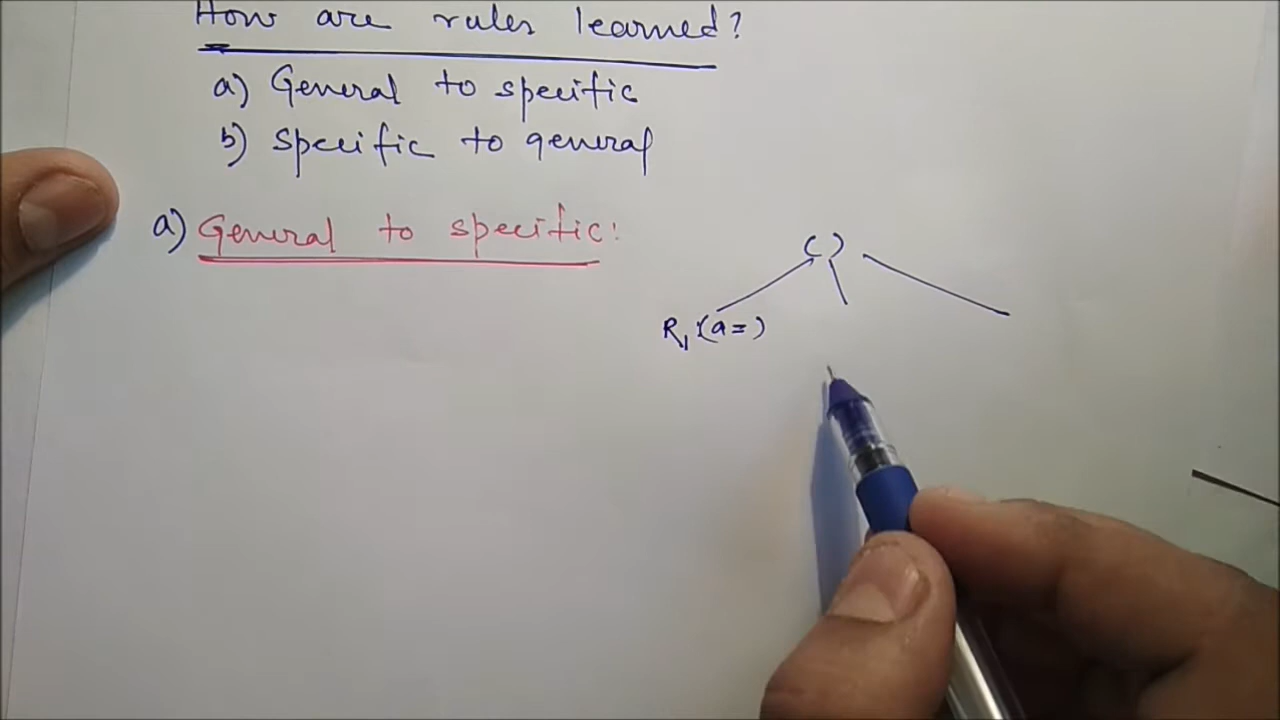 How are rules learned?
a) General to specific
b) Specific to general
a) General to specific:
( )
R1 (a= )